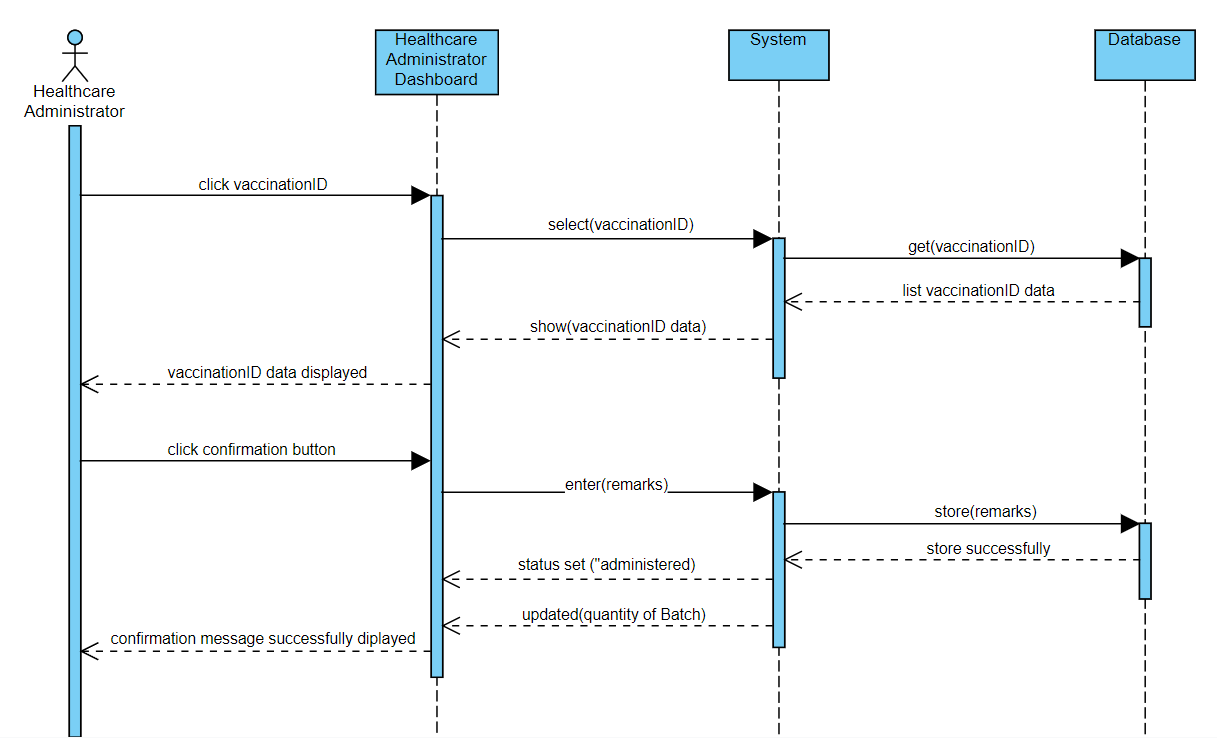 Healthcare
Administrator
Healthcare
Administrator
Dashboard
System
Database
click vaccinationID
select(vaccinationID)
get(vaccinationID)
list vaccinationID data
show(vaccinationID data)
vaccinationID data displayed
click confirmation button
enter(remarks)
store(remarks)
store successfully
status set ("administered)
updated(quantity of Batch)
confirmation message successfully diplayed